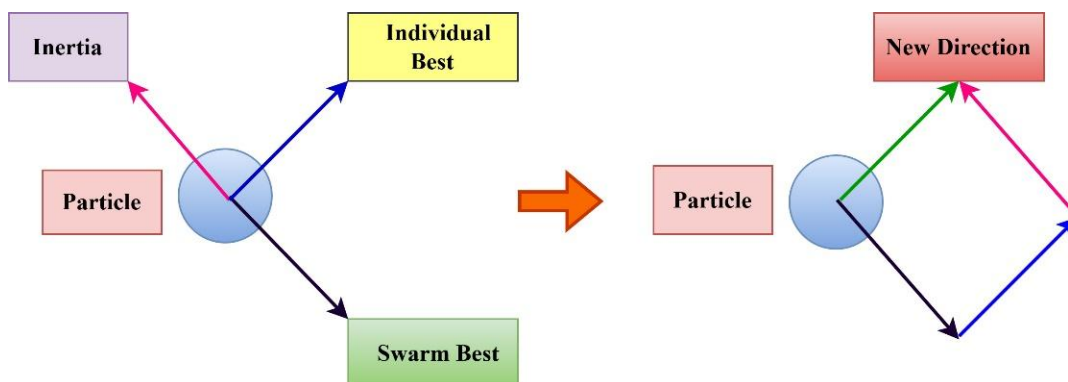 Inertia
Individual
Best
Particle
Swarm Best
New Direction
Particle